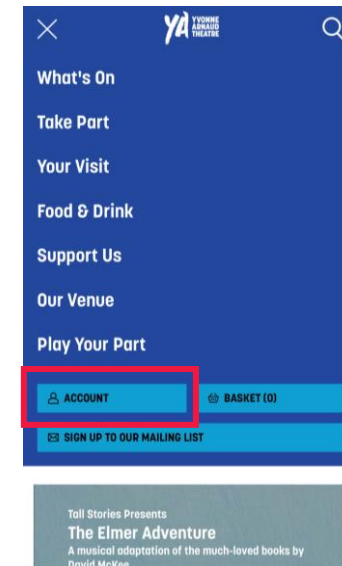 YVONNE
ARNAUD
THEATRE
What's On
Take Part
Your Visit
Food & Drink
Support Us
Our Venue
Play Your Part
ACCOUNT
BASKET (0)
SIGN UP TO OUR MAILING LIST
Tall Stories Presents
The Elmer Adventure
A musical adaptation of the much-loved books by
David McKee